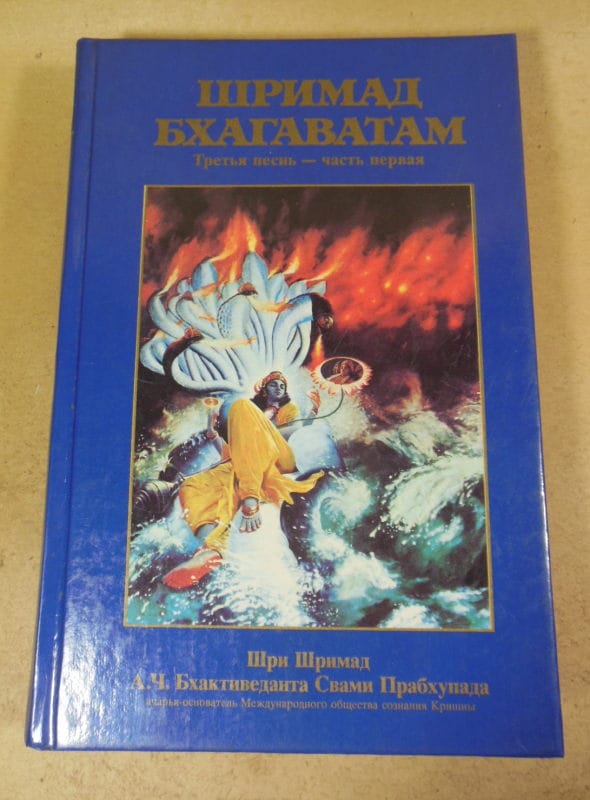 ШРИМАД
БХАГАВАТАМ
Третья песнь — часть первая
Шри Шримад
А.Ч. Бхактиведанта Свами Прабхупада
ачарья-основатель Международного общества сознания Кришны